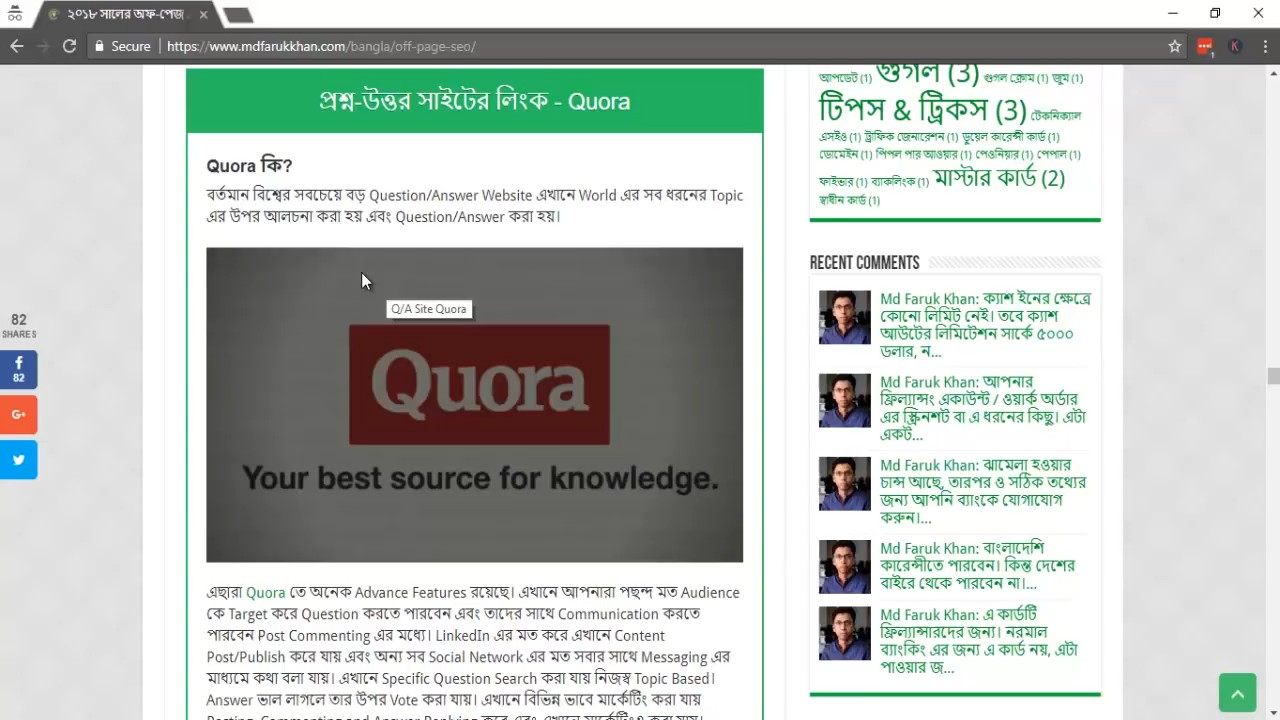 ২০১৮ সালের অফ-পেজ
Secure https://www.mdfarukkhan.com/bangla/off-page-seo/
প্রশ্ন-উত্তর সাইটের লিংক - Quora
Quora কি?
বর্তমান বিশ্বের সবচেয়ে বড় Question/Answer Website এখানে World এর সব ধরনের Topic
এর উপর আলচনা করা হয় এবং Question/Answer করা হয়।
Q/A Site Quora
Quora
Your best source for knowledge.
এছারা Quora তে অনেক Advance Features রয়েছে। এখানে আপনারা পছন্দ মত Audience
কে Target করে Question করতে পারবেন এবং তাদের সাথে Communication করতে
পারবেন Post Commenting এর মধ্যে। LinkedIn এর মত করে এখানে Content
Post/Publish করে যায় এবং অন্য সব Social Network এর মত সবার সাথে Messaging এর
মাধ্যমে কথা বলা যায়। এখানে Specific Question Search করা যায় নিজস্ব Topic Based।
Answer ভাল লাগলে তার উপর Vote করা যায়। এখানে বিভিন্ন ভাবে মার্কেটিং করা যায়
82
SHARES
82
আপডেট (1) গুগল (3) গুগল ক্রোম (1) জুম (1)
টিপস & ট্রিকস (3) টেকনিক্যাল
এসইও (1) ট্রাফিক জেনারেশন (1) ডুয়েল কারেন্সী কার্ড (1)
ডোমেইন (1) পিপল পার আওয়ার (1) পেওনিয়ার (1) পেপাল (1)
ফাইভার (1) ব্যাকলিংক (1) মাস্টার কার্ড (2)
স্বাধীন কার্ড (1)
RECENT COMMENTS
Md Faruk Khan: ক্যাশ ইনের ক্ষেত্রে
কোনো লিমিট নেই। তবে ক্যাশ
আউটের লিমিটেশন সার্কে ৫০০০
ডলার, ন...
Md Faruk Khan: আপনার
ফ্রিল্যান্সং একাউন্ট / ওয়ার্ক অর্ডার
এর স্ক্রিনশট বা এ ধরনের কিছু। এটা
একট...
Md Faruk Khan: ঝামেলা হওয়ার
চান্স আছে, তারপর ও সঠিক তথ্যের
জন্য আপনি ব্যাংকে যোগাযোগ
করুন।...
Md Faruk Khan: বাংলাদেশি
কারেন্সীতে পারবেন। কিন্ত দেশের
বাইরে থেকে পারবেন না।...
Md Faruk Khan: এ কার্ডটি
ফ্রিল্যান্সারদের জন্য। নরমাল
ব্যাংকিং এর জন্য এ কার্ড নয়, এটা
পাওয়ার জ...